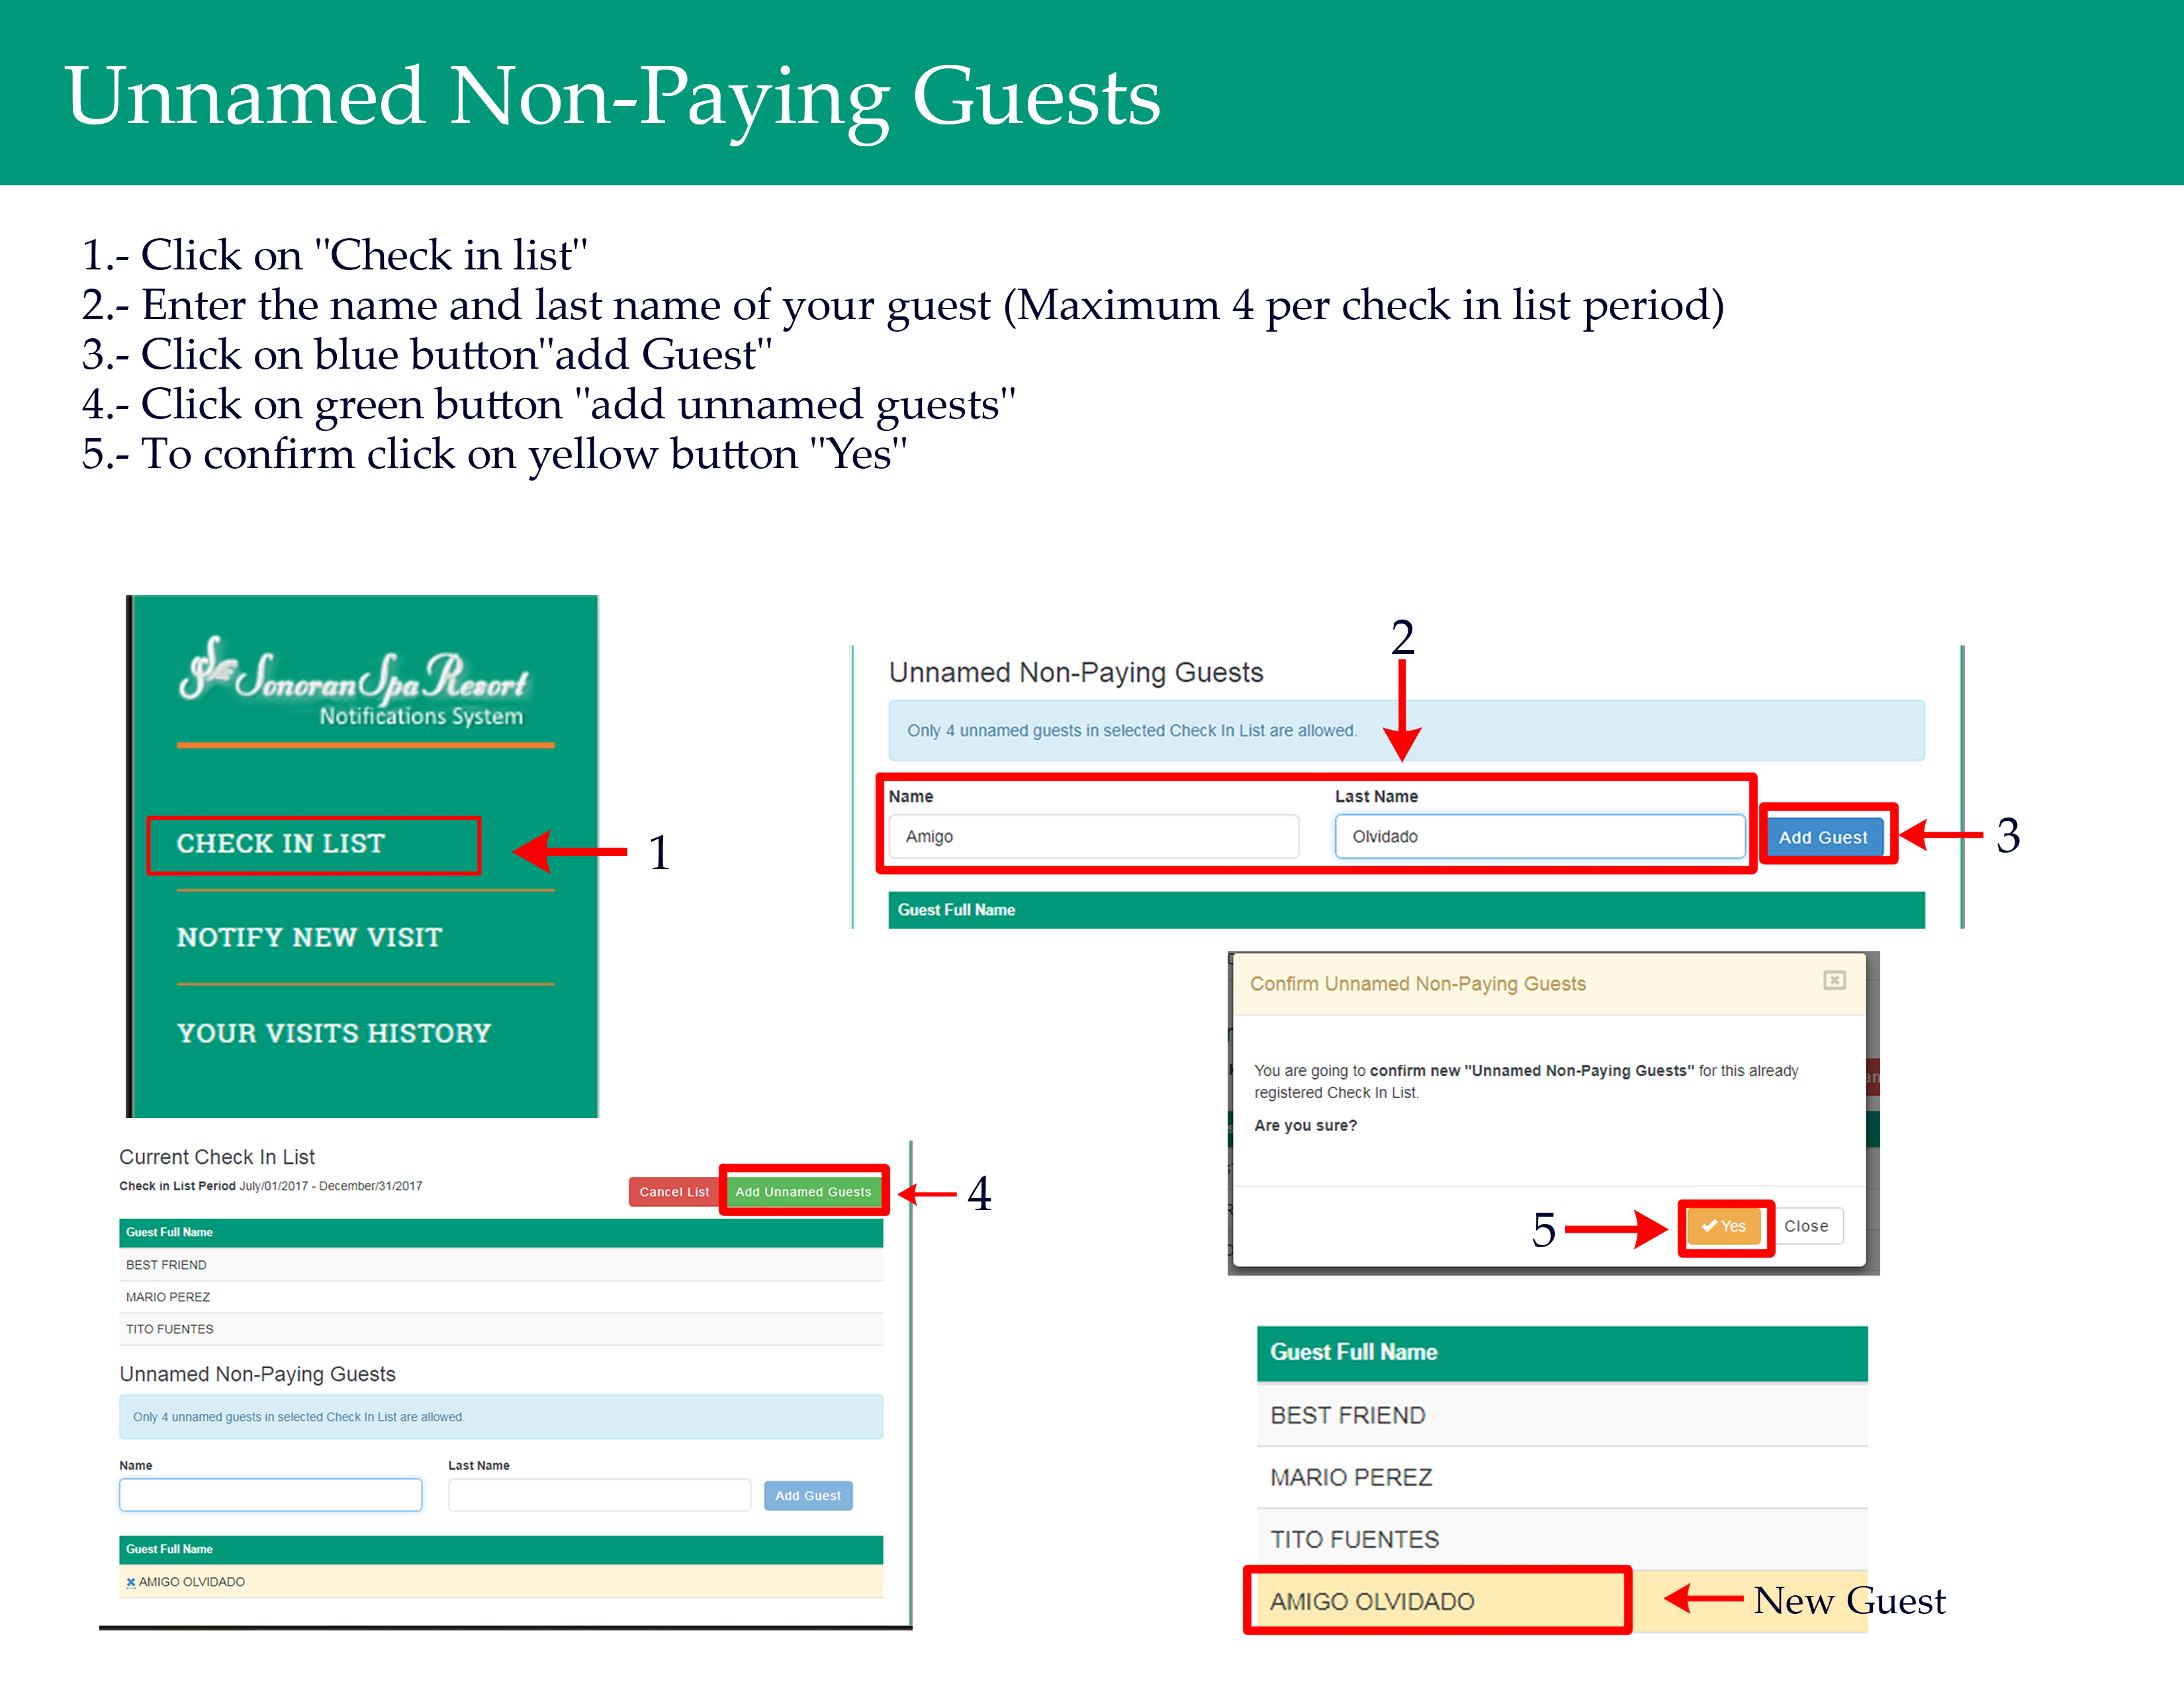 Unnamed Non-Paying Guests
1.- Click on "Check in list"
2.- Enter the name and last name of your guest (Maximum 4 per check in list period)
3.- Click on blue button"add Guest"
4.- Click on green button "add unnamed guests"
5.- To confirm click on yellow button "Yes"
Sonoran Spa Resort
Notifications System
CHECK IN LIST
1
NOTIFY NEW VISIT
YOUR VISITS HISTORY
2
Unnamed Non-Paying Guests
Only 4 unnamed guests in selected Check In List are allowed.
Name Last Name
Amigo Olvidado Add Guest 3
Guest Full Name
Confirm Unnamed Non-Paying Guests
You are going to confirm new "Unnamed Non-Paying Guests" for this already
registered Check In List.
Are you sure?
5 Yes Close
Current Check In List
Check in List Period July/01/2017 - December/31/2017
Cancel List Add Unnamed Guests 4
Guest Full Name
BEST FRIEND
MARIO PEREZ
TITO FUENTES
Unnamed Non-Paying Guests
Only 4 unnamed guests in selected Check In List are allowed.
Name Last Name
Add Guest
Guest Full Name
AMIGO OLVIDADO
Guest Full Name
BEST FRIEND
MARIO PEREZ
TITO FUENTES
AMIGO OLVIDADO New Guest